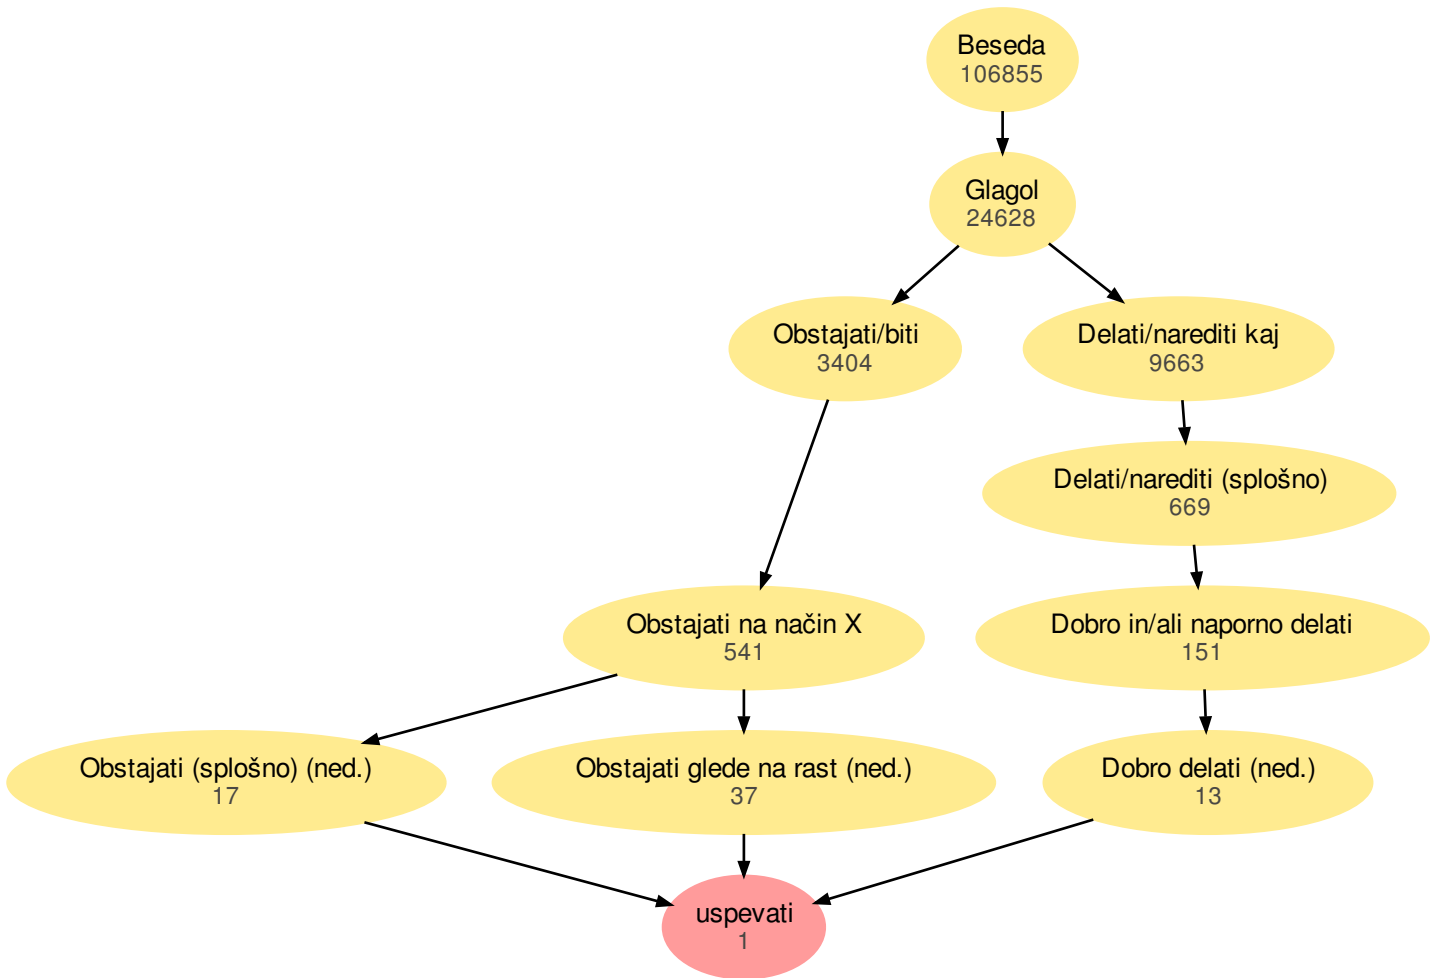 Beseda
106855
Glagol
24628
Obstajati/biti
3404
Delati/narediti kaj
9663
Delati/narediti (splošno)
669
Obstajati na način X
541
Dobro in/ali naporno delati
151
Obstajati (splošno) (ned.)
17
Obstajati glede na rast (ned.)
37
Dobro delati (ned.)
13
uspevati
1